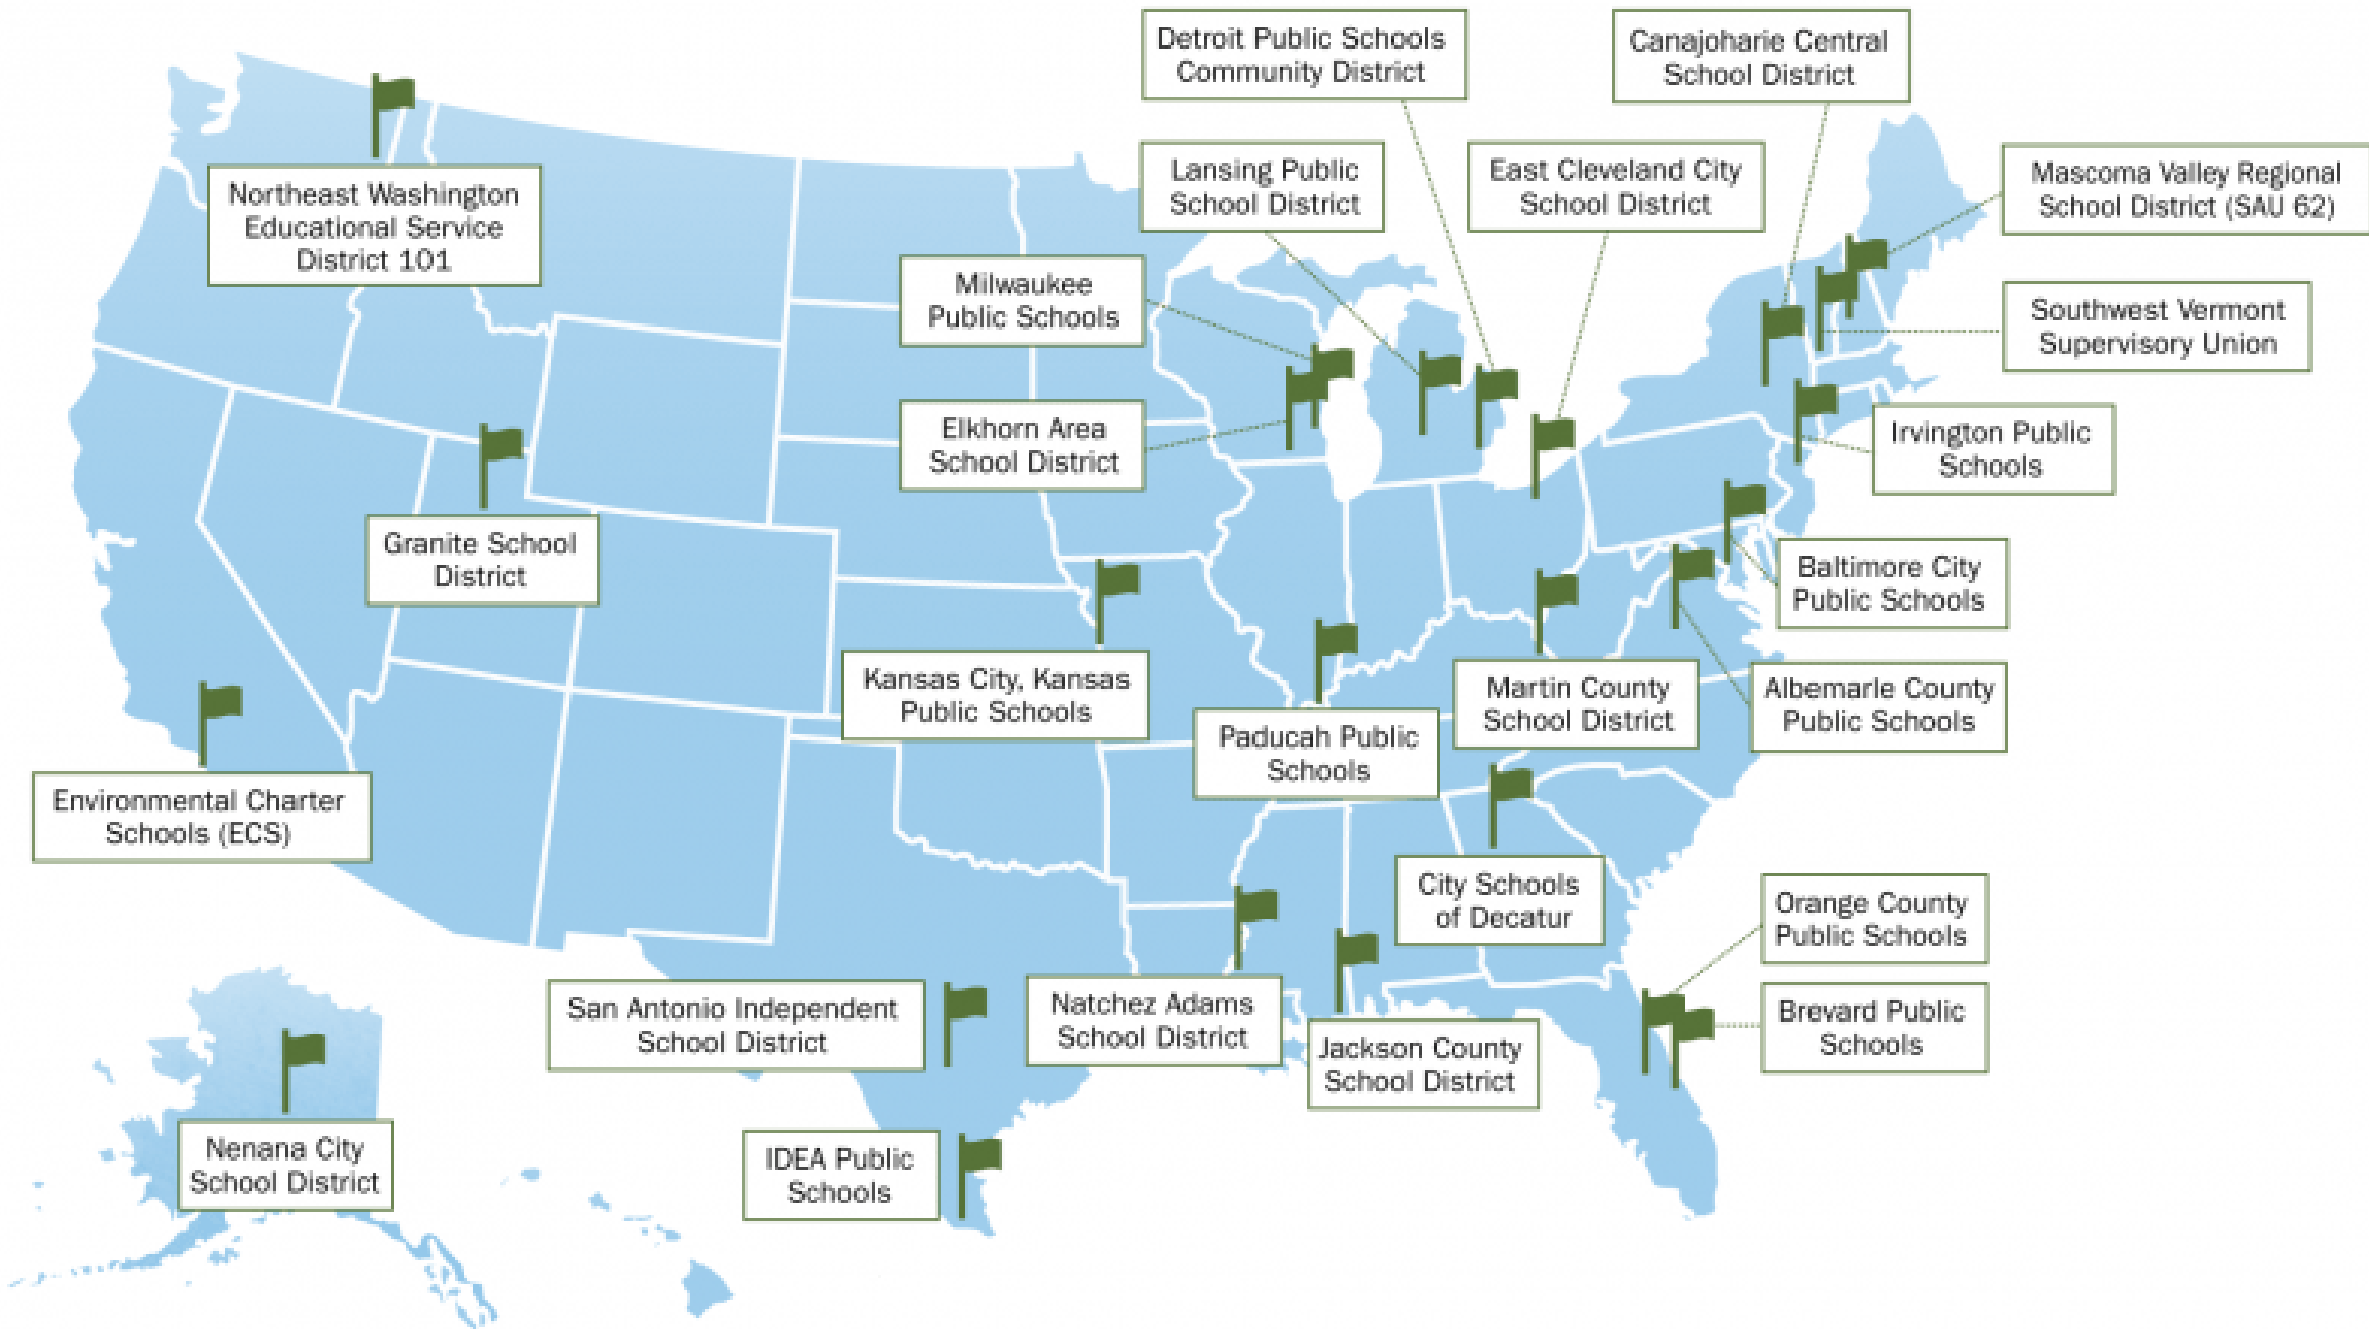 Detroit Public Schools
Community District
Canajoharie Central
School District
Lansing Public
School District
East Cleveland City
School District
Mascoma Valley Regional
School District (SAU 62)
Northeast Washington
Educational Service
District 101
Milwaukee
Public Schools
Southwest Vermont
Supervisory Union
Elkhorn Area
School District
Irvington Public
Schools
Granite School
District
Baltimore City
Public Schools
Kansas City, Kansas
Public Schools
Martin County
School District
Albemarle County
Public Schools
Paducah Public
Schools
Environmental Charter
Schools (ECS)
City Schools
of Decatur
Orange County
Public Schools
San Antonio Independent
School District
Natchez Adams
School District
Brevard Public
Schools
Jackson County
School District
Nenana City
School District
IDEA Public
Schools